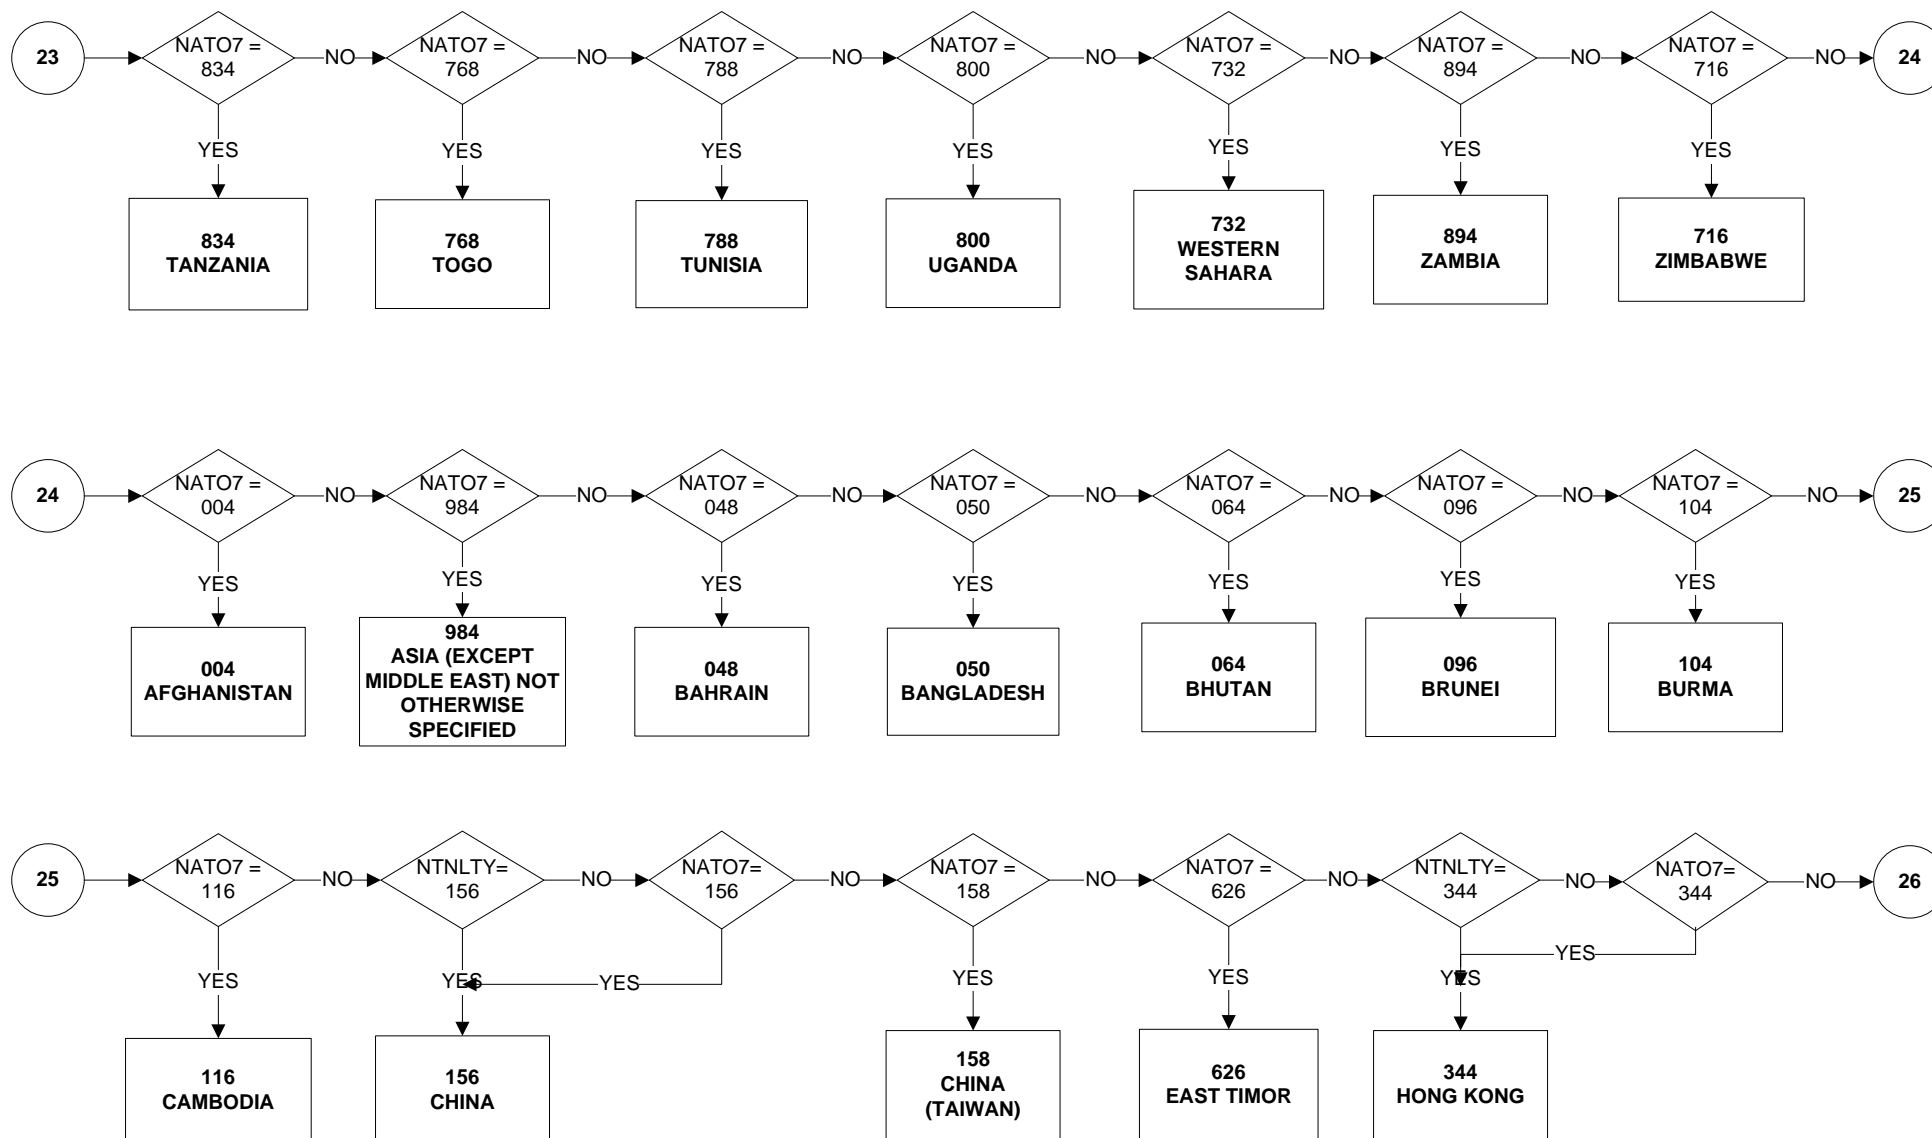 23
NATO7 =
834
NO
NATO7 =
768
NO
NATO7 =
788
NO
NATO7 =
800
NO
NATO7 =
732
NO
NATO7 =
894
NO
NATO7 =
716
NO
24
YES
YES
YES
YES
YES
YES
YES
834
TANZANIA
768
TOGO
788
TUNISIA
800
UGANDA
732
WESTERN
SAHARA
894
ZAMBIA
716
ZIMBABWE
24
NATO7 =
004
NO
NATO7 =
984
NO
NATO7 =
048
NO
NATO7 =
050
NO
NATO7 =
064
NO
NATO7 =
096
NO
NATO7 =
104
NO
25
YES
YES
YES
YES
YES
YES
YES
004
AFGHANISTAN
984
ASIA (EXCEPT
MIDDLE EAST) NOT
OTHERWISE
SPECIFIED
048
BAHRAIN
050
BANGLADESH
064
BHUTAN
096
BRUNEI
104
BURMA
25
NATO7 =
116
NO
NTNLTY=
156
NO
NATO7=
156
NO
NATO7 =
158
NO
NATO7 =
626
NO
NTNLTY=
344
NO
NATO7=
344
NO
26
YES
YES
YES
YES
YES
YES
YES
116
CAMBODIA
156
CHINA
158
CHINA
(TAIWAN)
626
EAST TIMOR
344
HONG KONG